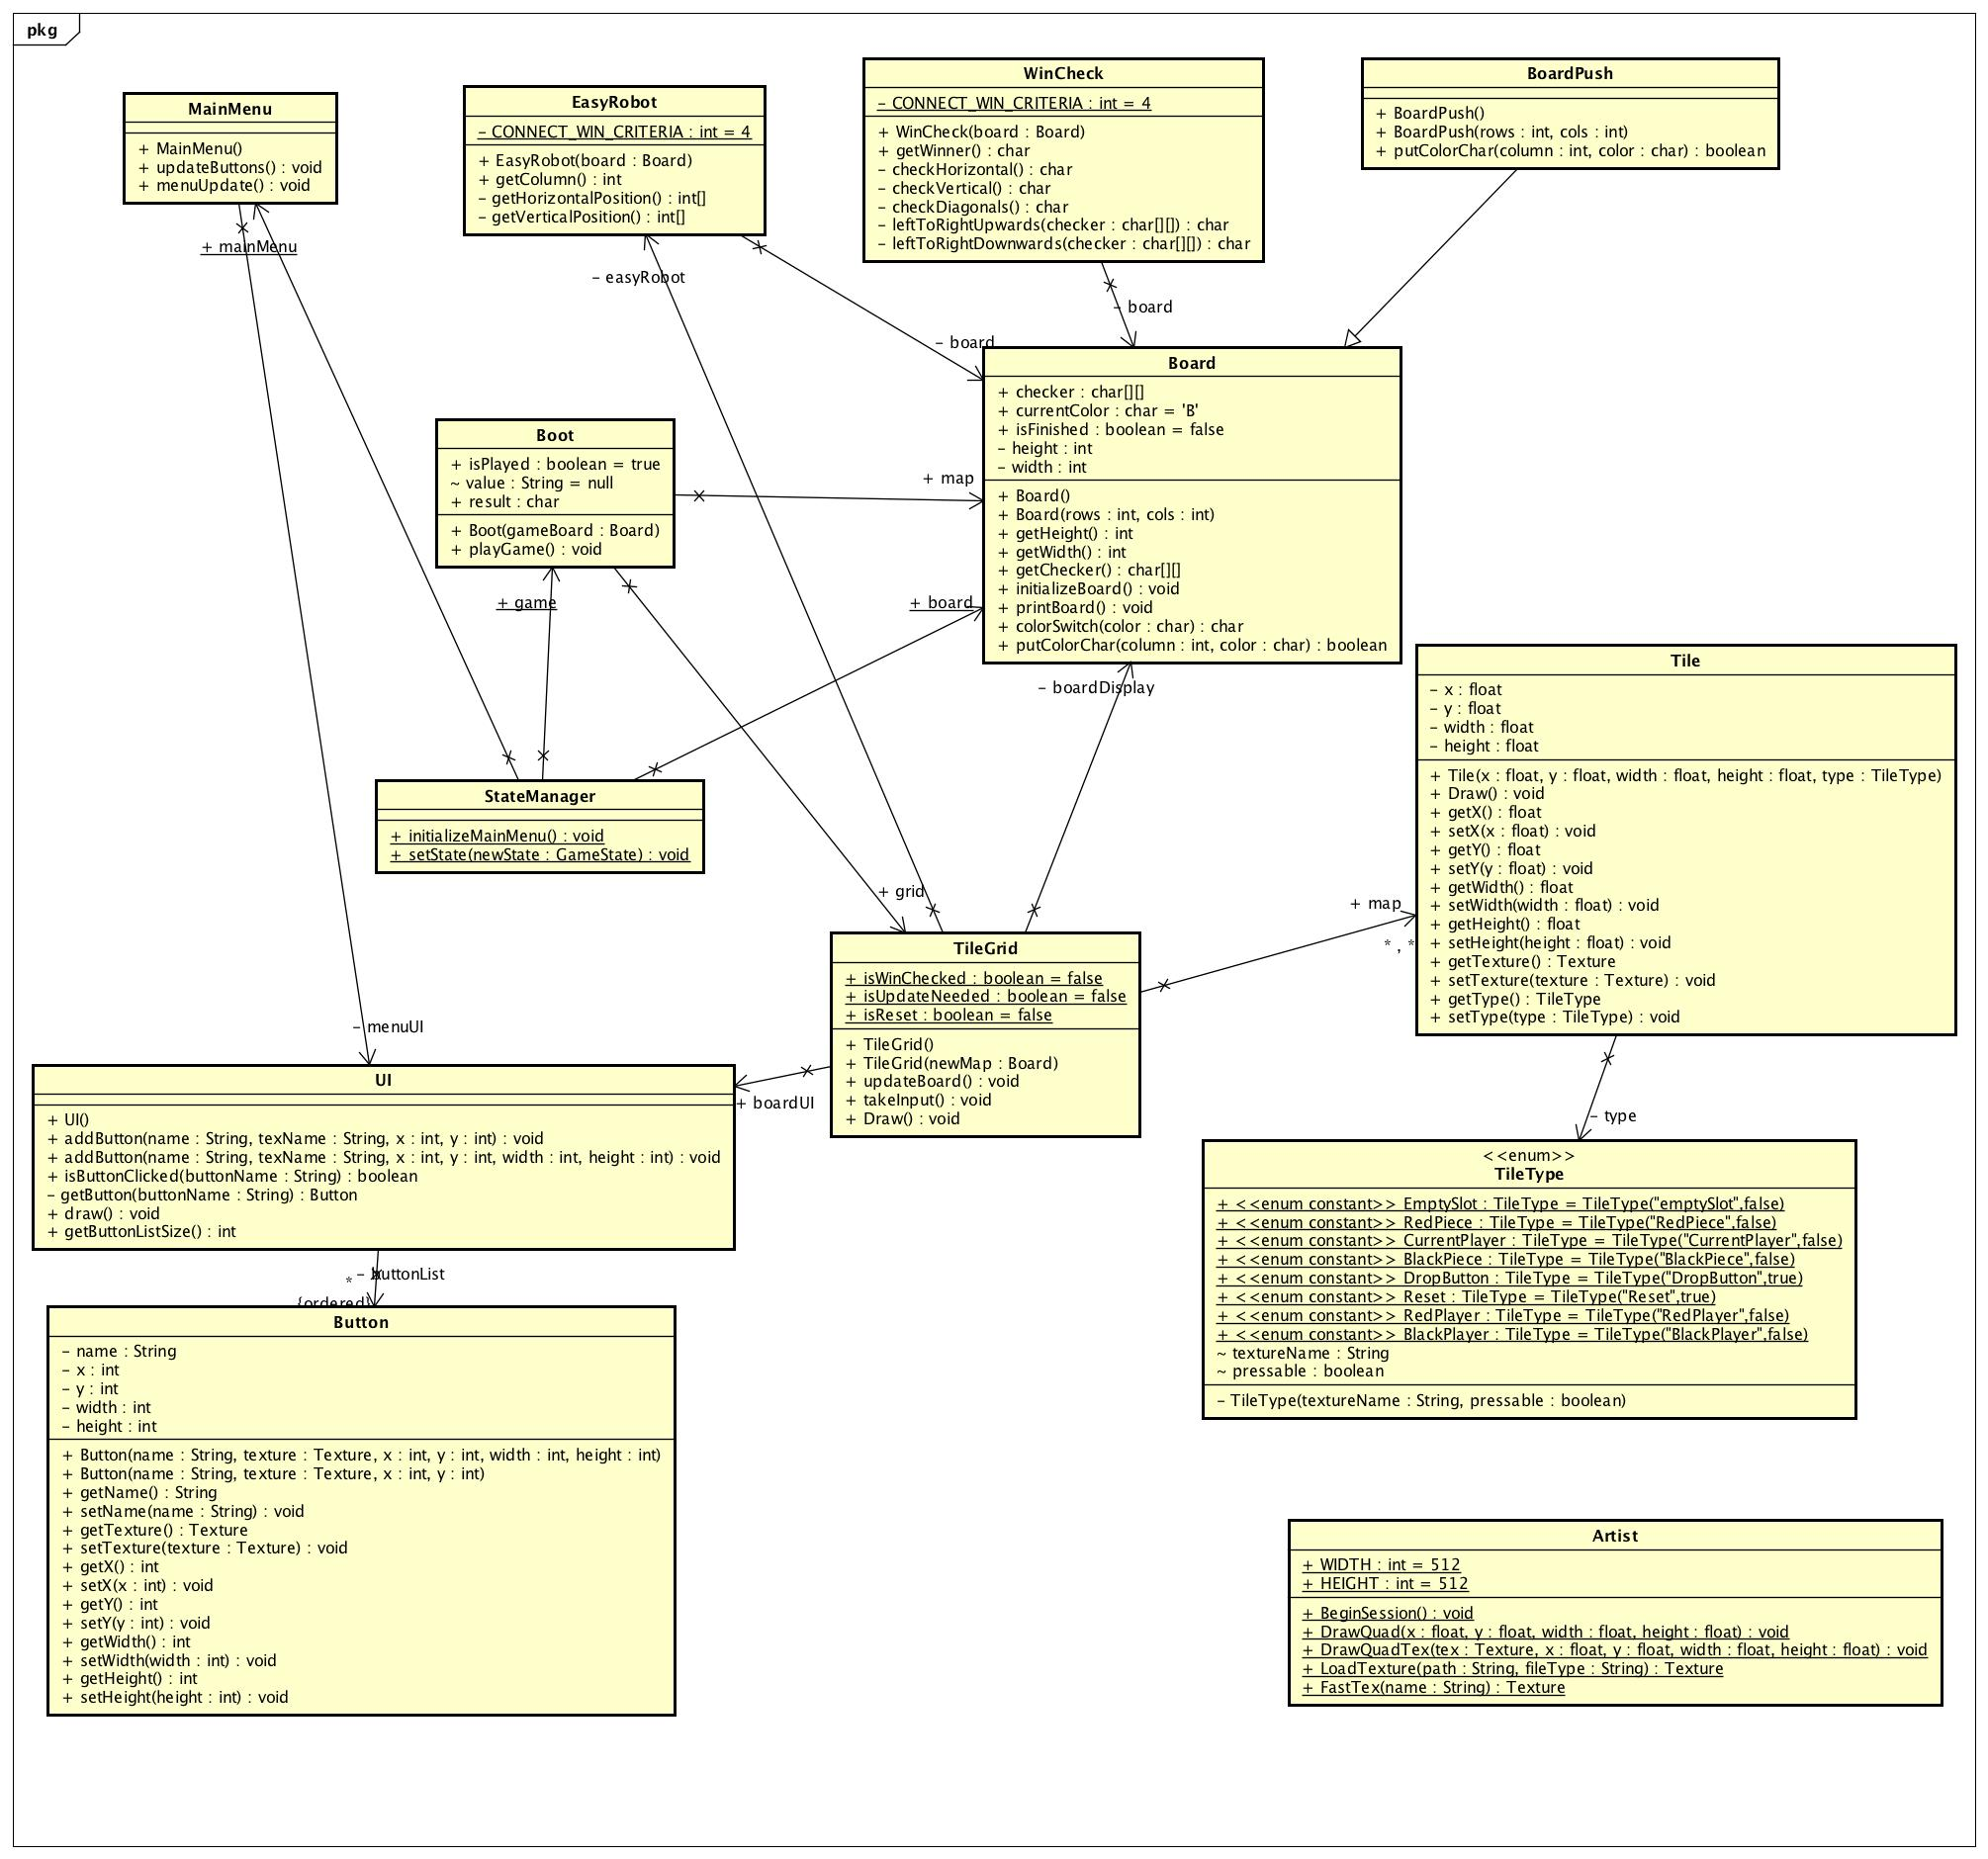 pkg
MainMenu
+ MainMenu()
+ updateButtons() : void
+ menuUpdate() : void
EasyRobot
– CONNECT_WIN_CRITERIA : int = 4
+ EasyRobot(board : Board)
+ getColumn() : int
– getHorizontalPosition() : int[]
– getVerticalPosition() : int[]
WinCheck
– CONNECT_WIN_CRITERIA : int = 4
+ WinCheck(board : Board)
+ getWinner() : char
– checkHorizontal() : char
– checkVertical() : char
– checkDiagonals() : char
– leftToRightUpwards(checker : char[][]) : char
– leftToRightDownwards(checker : char[][]) : char
BoardPush
+ BoardPush()
+ BoardPush(rows : int, cols : int)
+ putColorChar(column : int, color : char) : boolean
+ mainMenu
– easyRobot
– board
– board
Board
+ checker : char[][]
+ currentColor : char = 'B'
+ isFinished : boolean = false
– height : int
– width : int
+ Board()
+ Board(rows : int, cols : int)
+ getHeight() : int
+ getWidth() : int
+ getChecker() : char[][]
+ initializeBoard() : void
+ printBoard() : void
+ colorSwitch(color : char) : char
+ putColorChar(column : int, color : char) : boolean
Boot
+ isPlayed : boolean = true
~ value : String = null
+ result : char
+ Boot(gameBoard : Board)
+ playGame() : void
+ map
+ game
+ board
– boardDisplay
StateManager
+ initializeMainMenu() : void
+ setState(newState : GameState) : void
Tile
– x : float
– y : float
– width : float
– height : float
+ Tile(x : float, y : float, width : float, height : float, type : TileType)
+ Draw() : void
+ getX() : float
+ setX(x : float) : void
+ getY() : float
+ setY(y : float) : void
+ getWidth() : float
+ setWidth(width : float) : void
+ getHeight() : float
+ setHeight(height : float) : void
+ getTexture() : Texture
+ setTexture(texture : Texture) : void
+ getType() : TileType
+ setType(type : TileType) : void
+ grid
+ map
* , *
TileGrid
+ isWinChecked : boolean = false
+ isUpdateNeeded : boolean = false
+ isReset : boolean = false
+ TileGrid()
+ TileGrid(newMap : Board)
+ updateBoard() : void
+ takeInput() : void
+ Draw() : void
– menuUI
+ boardUI
– type
UI
+ UI()
+ addButton(name : String, texName : String, x : int, y : int) : void
+ addButton(name : String, texName : String, x : int, y : int, width : int, height : int) : void
+ isButtonClicked(buttonName : String) : boolean
– getButton(buttonName : String) : Button
+ draw() : void
+ getButtonListSize() : int
– buttonList
*
{ordered}
<<enum>>
TileType
+ <<enum constant>> EmptySlot : TileType = TileType("emptySlot",false)
+ <<enum constant>> RedPiece : TileType = TileType("RedPiece",false)
+ <<enum constant>> CurrentPlayer : TileType = TileType("CurrentPlayer",false)
+ <<enum constant>> BlackPiece : TileType = TileType("BlackPiece",false)
+ <<enum constant>> DropButton : TileType = TileType("DropButton",true)
+ <<enum constant>> Reset : TileType = TileType("Reset",true)
+ <<enum constant>> RedPlayer : TileType = TileType("RedPlayer",false)
+ <<enum constant>> BlackPlayer : TileType = TileType("BlackPlayer",false)
~ textureName : String
~ pressable : boolean
– TileType(textureName : String, pressable : boolean)
Button
– name : String
– x : int
– y : int
– width : int
– height : int
+ Button(name : String, texture : Texture, x : int, y : int, width : int, height : int)
+ Button(name : String, texture : Texture, x : int, y : int)
+ getName() : String
+ setName(name : String) : void
+ getTexture() : Texture
+ setTexture(texture : Texture) : void
+ getX() : int
+ setX(x : int) : void
+ getY() : int
+ setY(y : int) : void
+ getWidth() : int
+ setWidth(width : int) : void
+ getHeight() : int
+ setHeight(height : int) : void
Artist
+ WIDTH : int = 512
+ HEIGHT : int = 512
+ BeginSession() : void
+ DrawQuad(x : float, y : float, width : float, height : float) : void
+ DrawQuadTex(tex : Texture, x : float, y : float, width : float, height : float) : void
+ LoadTexture(path : String, fileType : String) : Texture
+ FastTex(name : String) : Texture